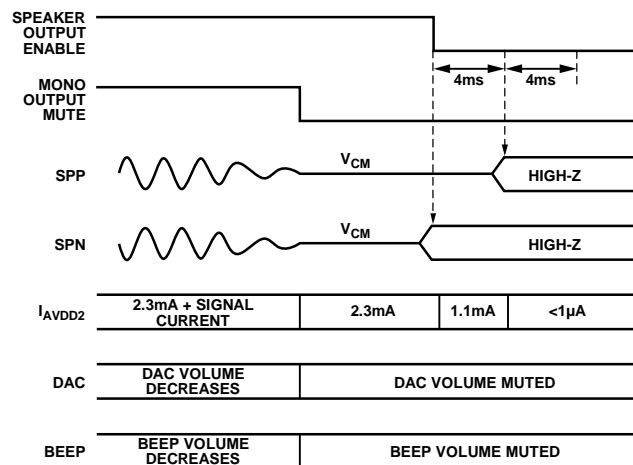 SPEAKER
OUTPUT
ENABLE
4ms 4ms
MONO
OUTPUT
MUTE
VCM
SPP HIGH-Z
VCM
SPN HIGH-Z
IAVDD2 2.3mA + SIGNAL
CURRENT 2.3mA 1.1mA <1µA
DAC DAC VOLUME
DECREASES DAC VOLUME MUTED
BEEP BEEP VOLUME
DECREASES BEEP VOLUME MUTED